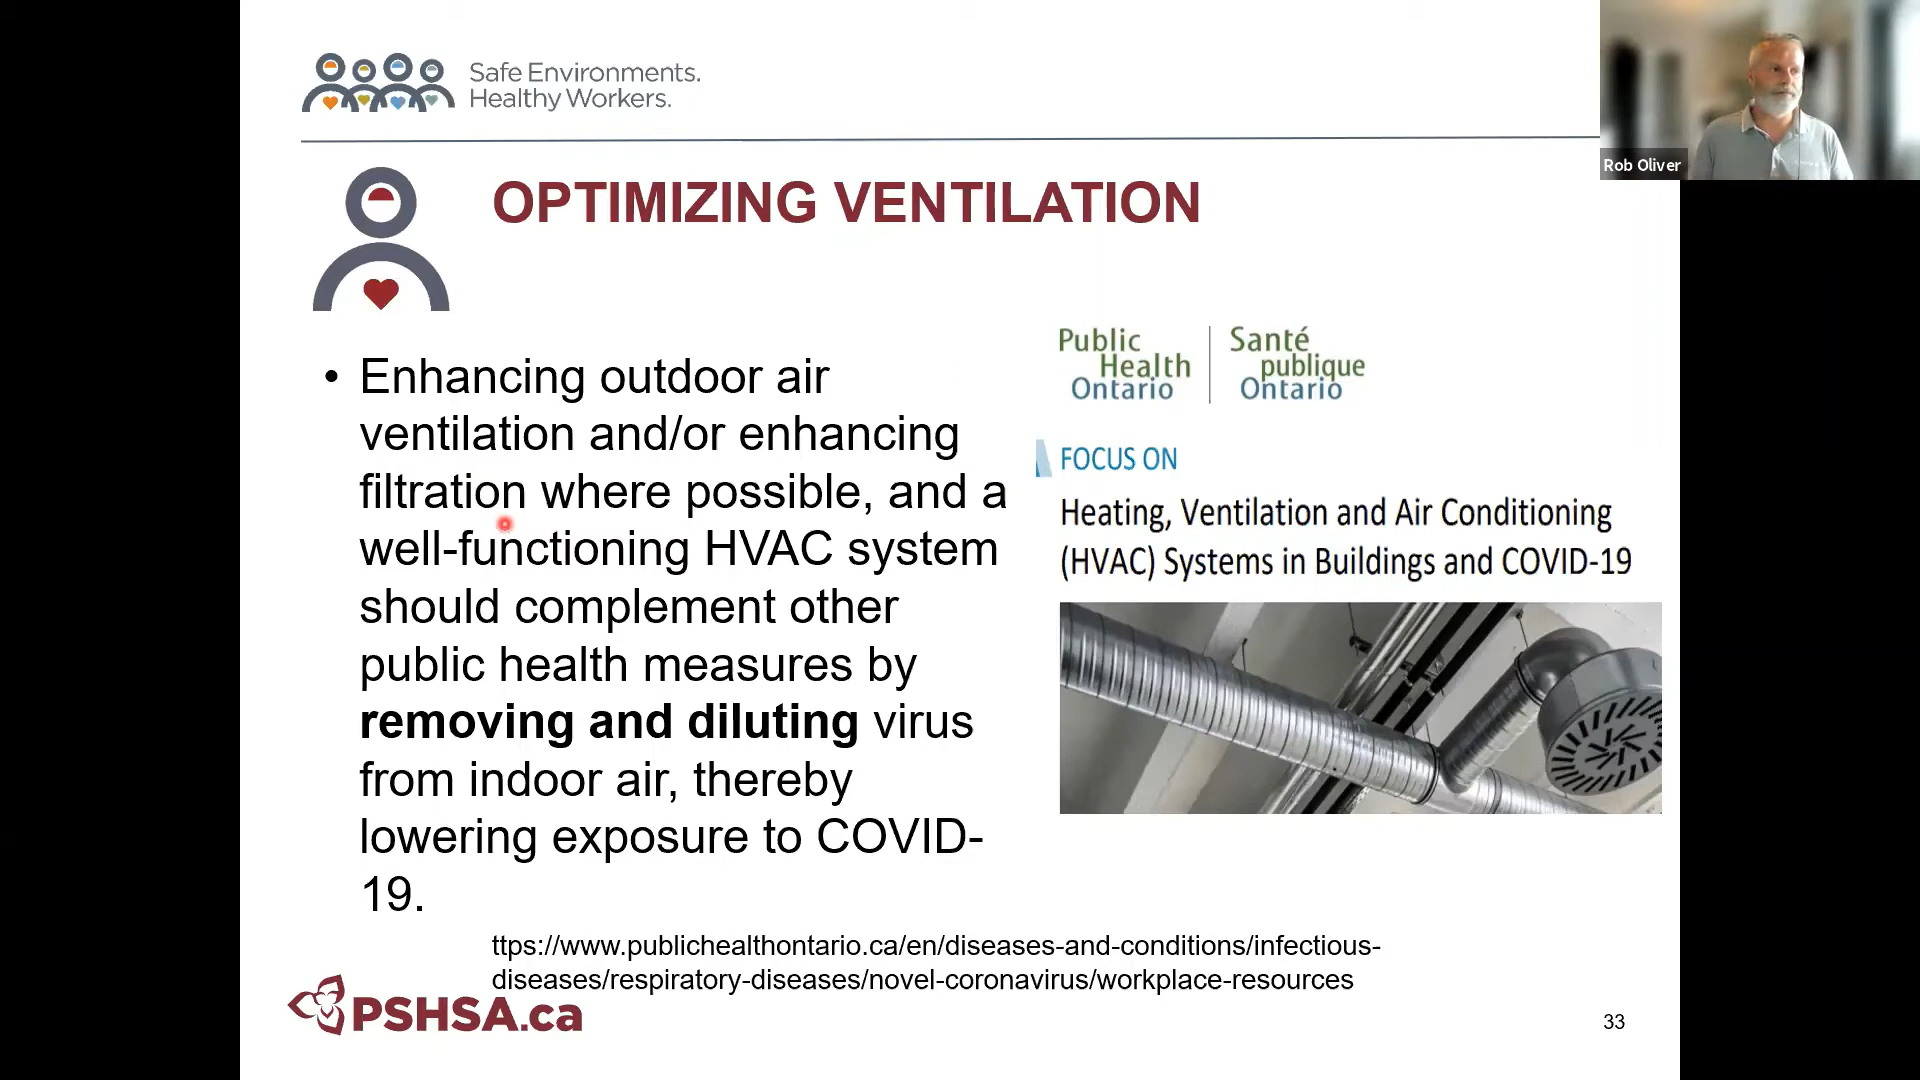 Safe Environments.
Healthy Workers.
Rob Oliver
OPTIMIZING VENTILATION
• Enhancing outdoor air
ventilation and/or enhancing
filtration where possible, and a
well-functioning HVAC system
should complement other
public health measures by
removing and diluting virus
from indoor air, thereby
lowering exposure to COVID-
19.
Public
Health
Ontario
Santé
publique
Ontario
FOCUS ON
Heating, Ventilation and Air Conditioning
(HVAC) Systems in Buildings and COVID-19
ttps://www.publichealthontario.ca/en/diseases-and-conditions/infectious-
diseases/respiratory-diseases/novel-coronavirus/workplace-resources
PSHSA.ca
33